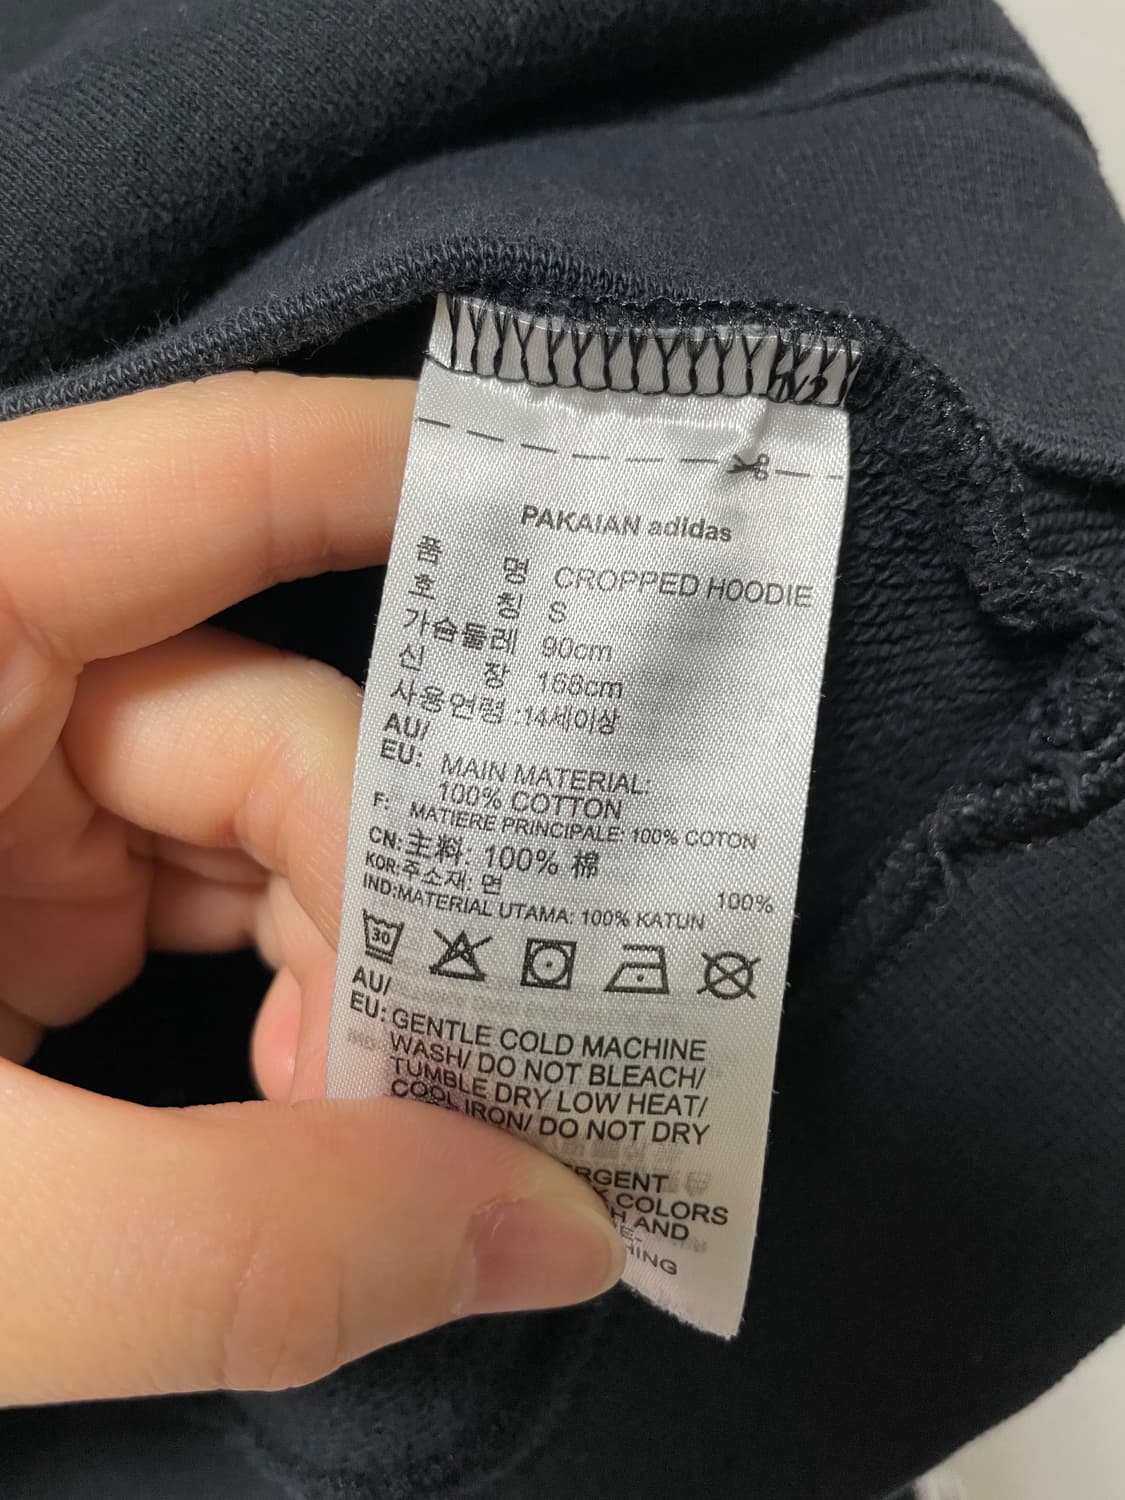 PAKAIAN adidas
품 명 CROPPED HOODIE
호 칭 S
가슴둘레 90cm
신 장 168cm
사용연령 :14세이상
AU/
EU: MAIN MATERIAL:
100% COTTON
F: MATIERE PRINCIPALE: 100% COTON
CN:主料: 100% 棉
KOR:주소재: 면 100%
IND:MATERIAL UTAMA: 100% KATUN
30
AU/
EU: GENTLE COLD MACHINE
WASH/ DO NOT BLEACH/
TUMBLE DRY LOW HEAT/
COOL IRON/ DO NOT DRY
COLORS
AND